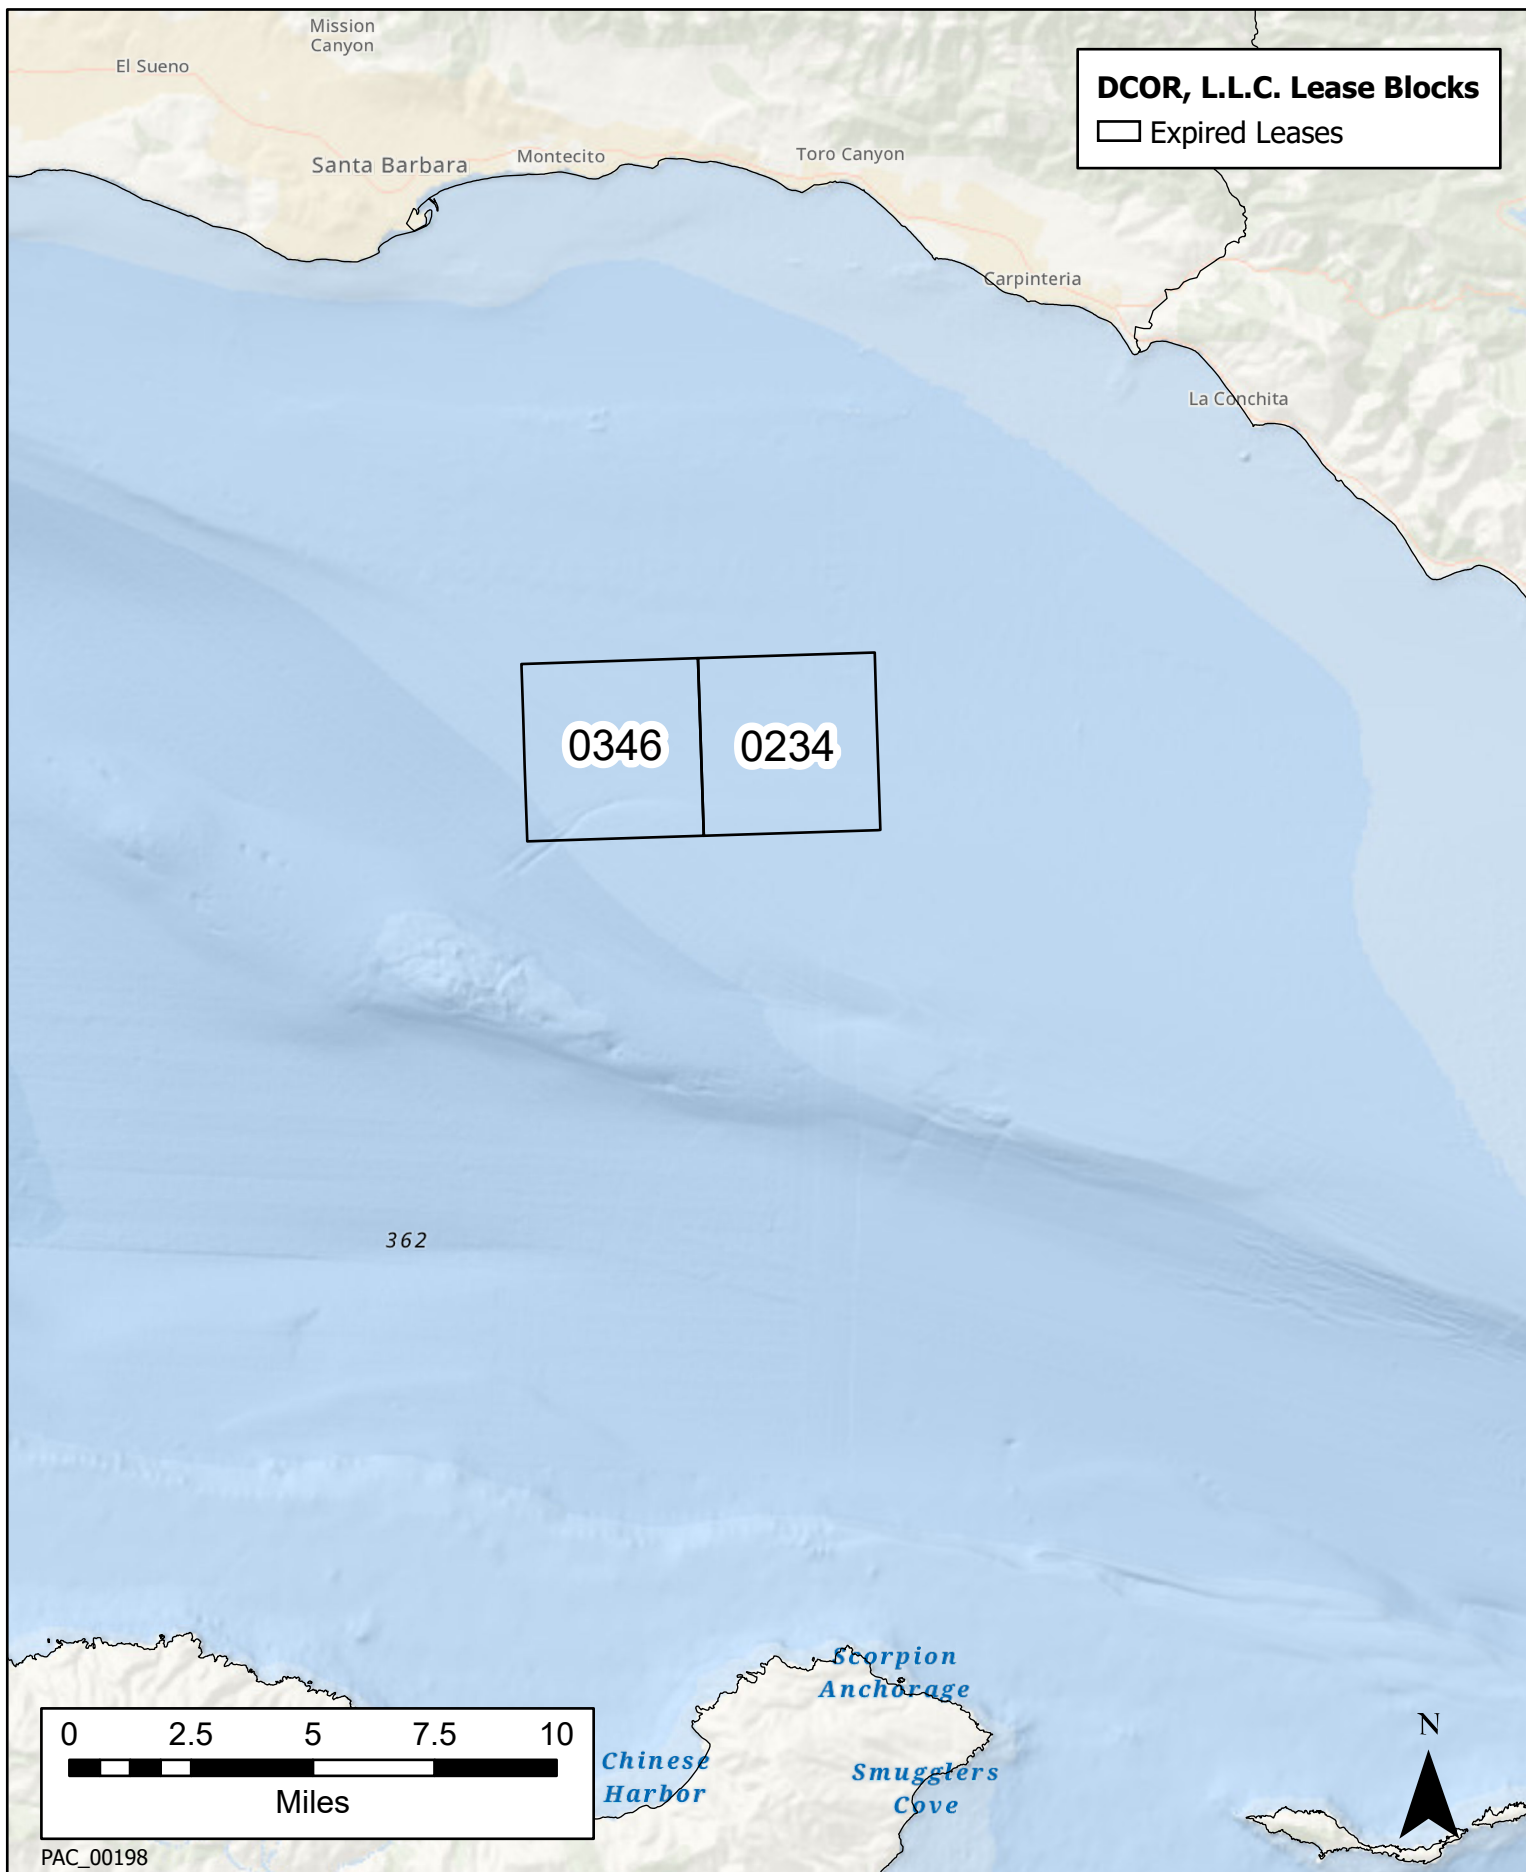 Mission
Canyon
El Sueno
DCOR, L.L.C. Lease Blocks
Expired Leases
Santa Barbara
Montecito
Toro Canyon
Carpinteria
La Conchita
0346
0234
362
Scorpion
Anchorage
Chinese
Harbor
Smugglers
Cove
0 2.5 5 7.5 10
Miles
N
PAC_00198